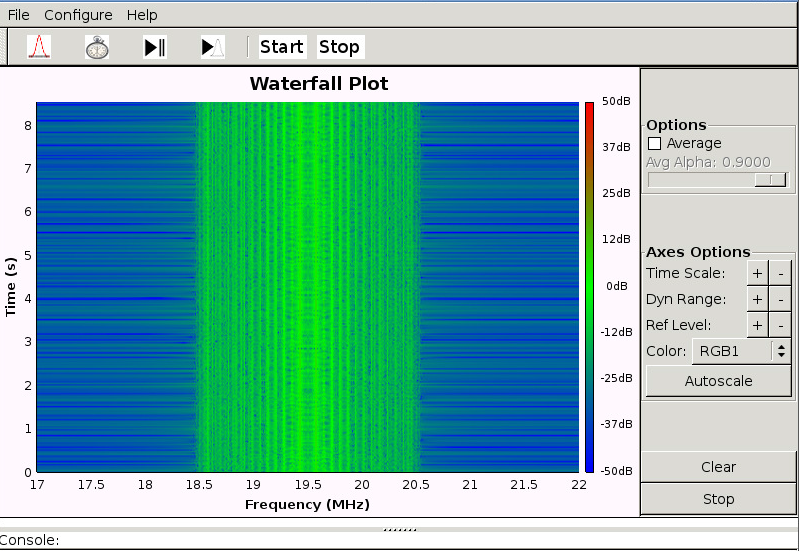 File Configure Help
Start Stop
Waterfall Plot
Time (s)
8
7
6
5
4
3
2
1
0
17 17.5 18 18.5 19 19.5 20 20.5 21 21.5 22
Frequency (MHz)
50dB
37dB
25dB
12dB
0dB
-12dB
-25dB
-37dB
-50dB
Options
Average
Avg Alpha: 0.9000
Axes Options
Time Scale: + -
Dyn Range: + -
Ref Level: + -
Color: RGB1
Autoscale
Clear
Stop
Console: